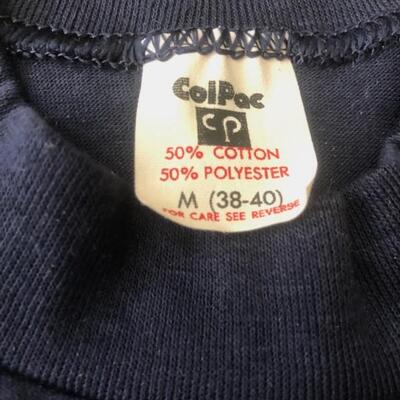 ColPac
CP
50% COTTON
50% POLYESTER
M (38-40)
FOR CARE SEE REVERSE